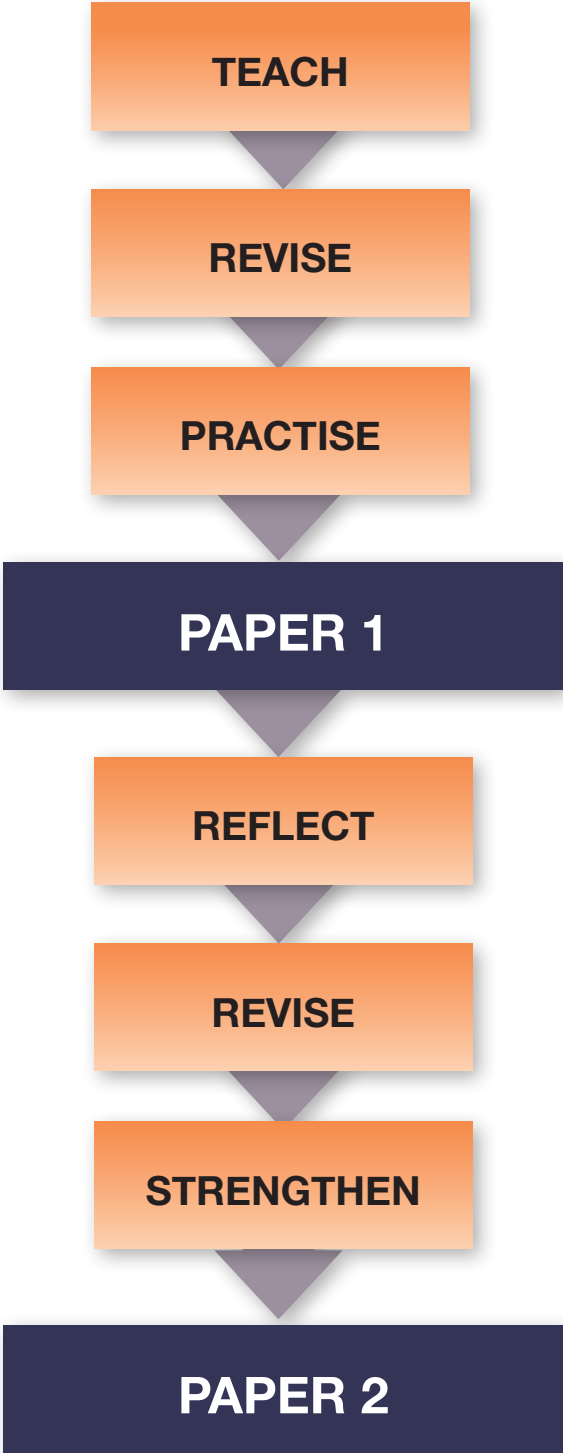 TEACH
REVISE
PRACTISE
PAPER 1
REFLECT
REVISE
STRENGTHEN
PAPER 2